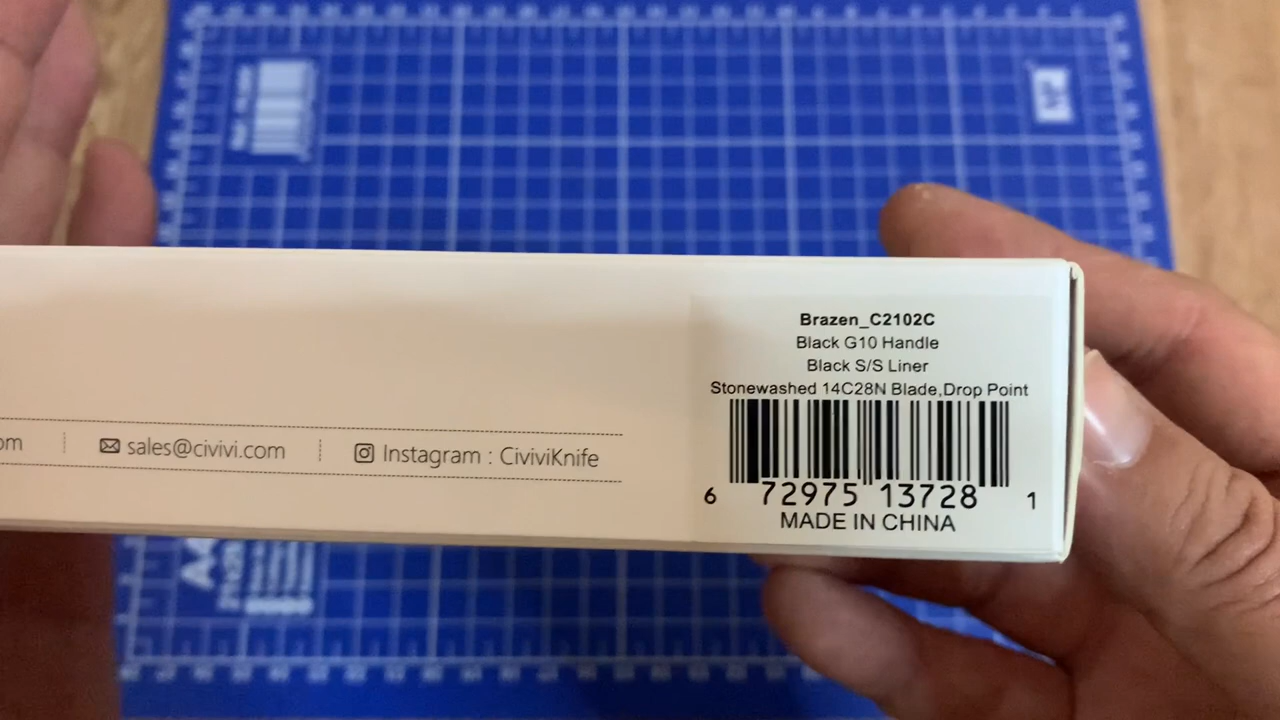 Brazen_C2102C
Black G10 Handle
Black S/S Liner
Stonewashed 14C28N Blade,Drop Point
6 72975 13728 1
MADE IN CHINA
om
sales@civivi.com
Instagram : CiviviKnife
A4